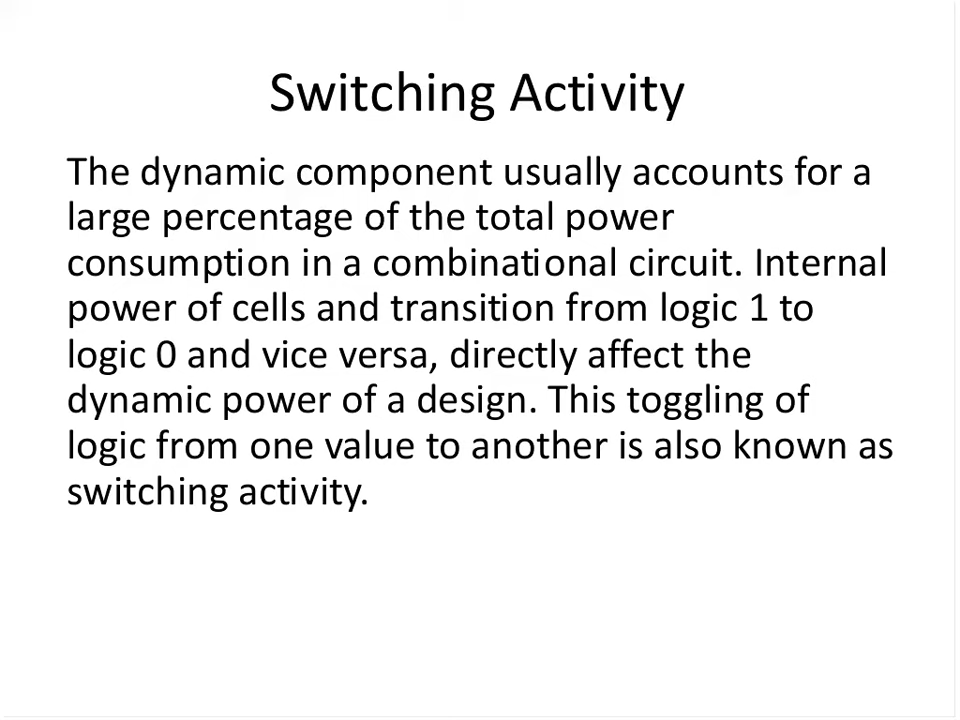 Switching Activity
The dynamic component usually accounts for a
large percentage of the total power
consumption in a combinational circuit. Internal
power of cells and transition from logic 1 to
logic 0 and vice versa, directly affect the
dynamic power of a design. This toggling of
logic from one value to another is also known as
switching activity.